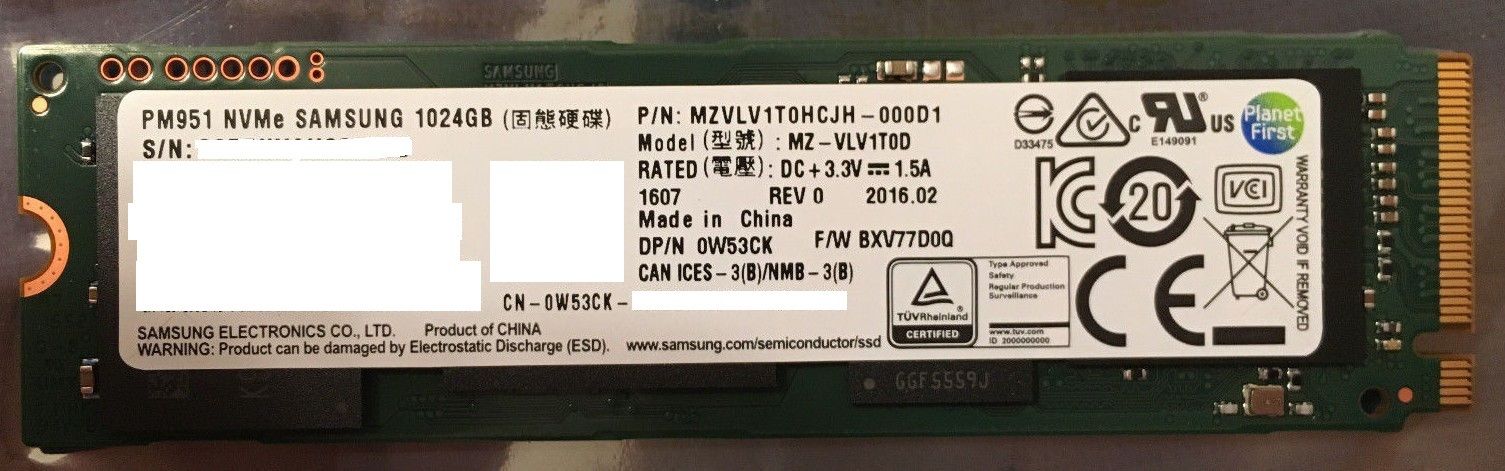 SAMSUNG
PM951 NVMe SAMSUNG 1024GB (固態硬碟)
S/N:
P/N: MZVLV1T0HCJH-000D1
Model (型號) : MZ-VLV1T0D
RATED (電壓) : DC+3.3V 1.5A
1607 REV 0 2016.02
Made in China
DP/N 0W53CK F/W BXV77D0Q
CAN ICES-3(B)/NMB-3(B)
CN-0W53CK-
SAMSUNG ELECTRONICS CO., LTD. Product of CHINA
WARNING: Product can be damaged by Electrostatic Discharge (ESD). www.samsung.com/semiconductor/ssd
D33475
c RU US
E149091
Planet
First
KC
20
VCI
TÜVRheinland
CERTIFIED
Type Approved
Safety
Regular Production
Surveillance
www.tuv.com
ID 2000000000
CE
WARRANTY VOID IF REMOVED
GGF5559J